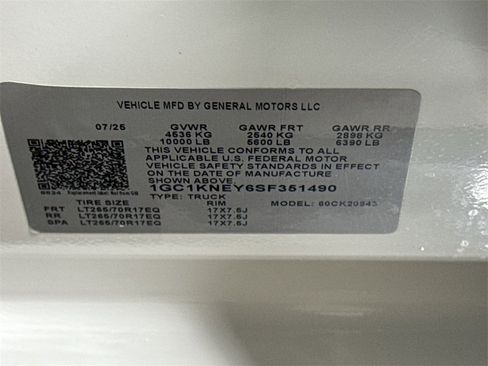 VEHICLE MFD BY GENERAL MOTORS LLC
07/25 GVWR GAWR FRT GAWR RR
4536 KG 2540 KG 2898 KG
10000 LB 5600 LB 6390 LB
THIS VEHICLE CONFORMS TO ALL
APPLICABLE U.S. FEDERAL MOTOR
VEHICLE SAFETY STANDARDS IN EFFECT
ON THE DATE OF MANUFACTURE
1GC1KNEY6SF351490
TYPE: TRUCK MODEL:
TIRE SIZE RIM
FRT LT265/70R17EQ 17X7.5J
RR LT265/70R17EQ 17X7.5J
SPA LT265/70R17EQ 17X7.5J